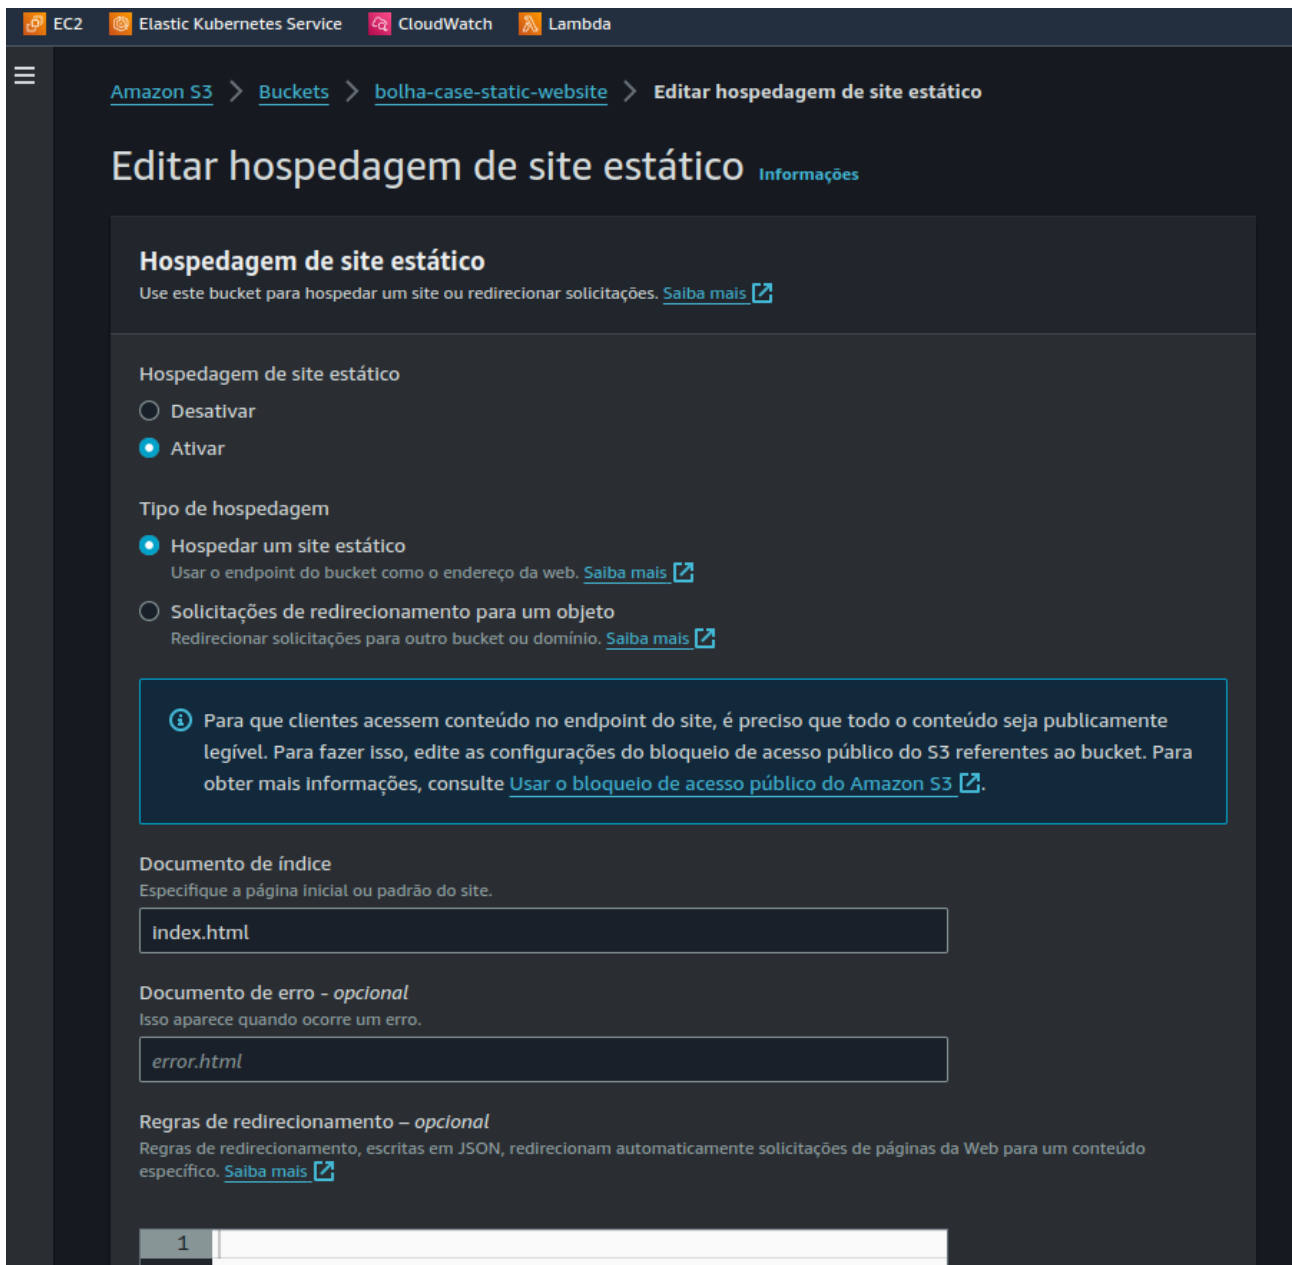 EC2 Elastic Kubernetes Service CloudWatch Lambda
Amazon S3 > Buckets > bolha-case-static-website > Editar hospedagem de site estático
Editar hospedagem de site estático Informações
Hospedagem de site estático
Use este bucket para hospedar um site ou redirecionar solicitações. Saiba mais
Hospedagem de site estático
Desativar
Ativar
Tipo de hospedagem
Hospedar um site estático
Usar o endpoint do bucket como o endereço da web. Saiba mais
Solicitações de redirecionamento para um objeto
Redirecionar solicitações para outro bucket ou domínio. Saiba mais
Para que clientes acessem conteúdo no endpoint do site, é preciso que todo o conteúdo seja publicamente
legível. Para fazer isso, edite as configurações do bloqueio de acesso público do S3 referentes ao bucket. Para
obter mais informações, consulte Usar o bloqueio de acesso público do Amazon S3.
Documento de índice
Especifique a página inicial ou padrão do site.
index.html
Documento de erro - opcional
Isso aparece quando ocorre um erro.
error.html
Regras de redirecionamento – opcional
Regras de redirecionamento, escritas em JSON, redirecionam automaticamente solicitações de páginas da Web para um conteúdo
específico. Saiba mais
1